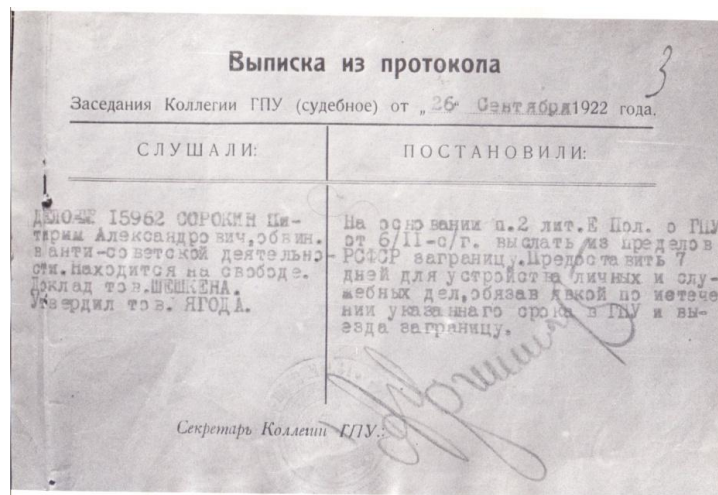 3
Выписка из протокола
Заседания Коллегии ГПУ (судебное) от „26“ Сентября 1922 года.
СЛУШАЛИ:
ДЕЛО № 15962 СОРОКИН Пи-
тирим Александрович, обвин.
в анти-советской деятельно-
сти. Находится на свободе.
Доклад тов. ШЕШКЕНА.
Утвердил тов. ЯГОДА.
ПОСТАНОВИЛИ:
На основании п.2 лит.Е Пол. о ГПУ
от 6/II-с/г. выслать из пределов
РСФСР заграницу. Предоставить 7
дней для устройства личных и слу-
жебных дел, обязав явкой по истече-
нии указаннаго срока в ГПУ и вы-
езда заграницу.
Секретарь Коллегии ГПУ: